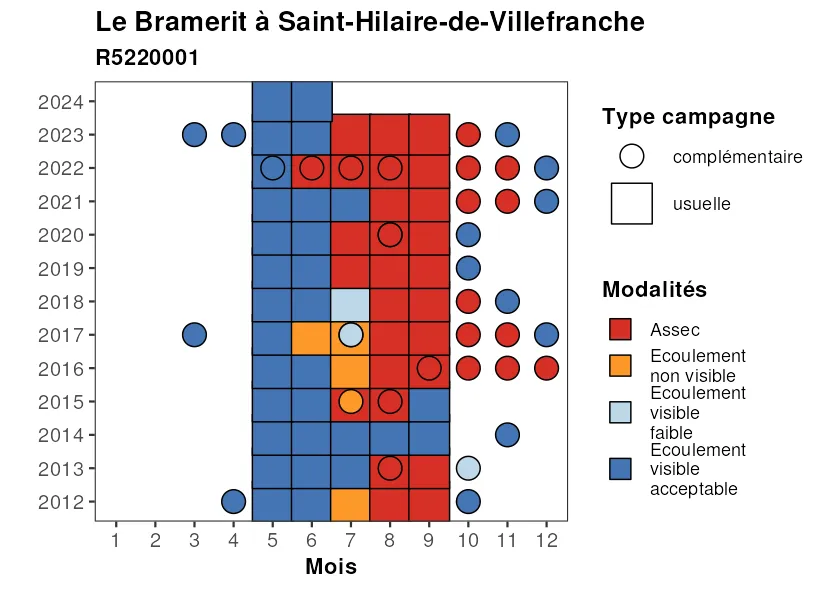 Le Bramerit à Saint-Hilaire-de-Villefranche
R5220001
2024
2023
2022
2021
2020
2019
2018
2017
2016
2015
2014
2013
2012
1 2 3 4 5 6 7 8 9 10 11 12
Mois
Type campagne
complémentaire
usuelle
Modalités
Assec
Ecoulement
non visible
Ecoulement
visible
faible
Ecoulement
visible
acceptable